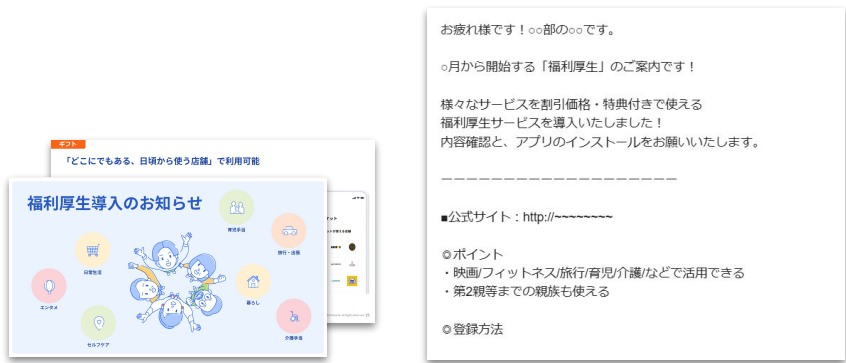 ギフト
「どこにでもある、日頃から使う店舗」で利用可能
福利厚生導入のお知らせ
育児手当
旅行・出張
日常生活
エンタメ
暮らし
セルフケア
介護手当
お疲れ様です！○○部の○○です。
○月から開始する「福利厚生」のご案内です！
様々なサービスを割引価格・特典付きで使える
福利厚生サービスを導入いたしました！
内容確認と、アプリのインストールをお願いいたします。
ーーーーーーーーーーーーーーーーーーー
■公式サイト：http://~~~~~~~~
◎ポイント
・映画/フィットネス/旅行/育児/介護/などで活用できる
・第2親等までの親族も使える
◎登録方法